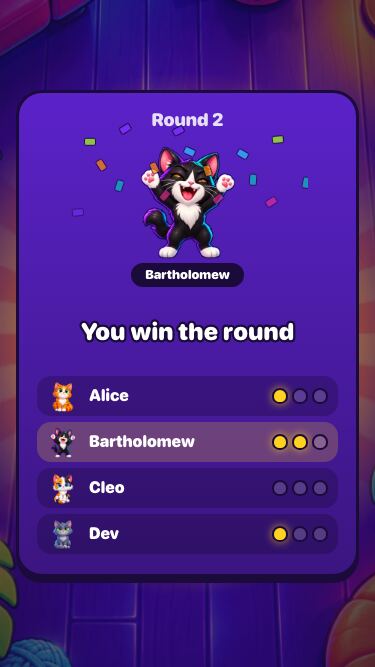 Round 2
Bartholomew
You win the round
Alice
Bartholomew
Cleo
Dev